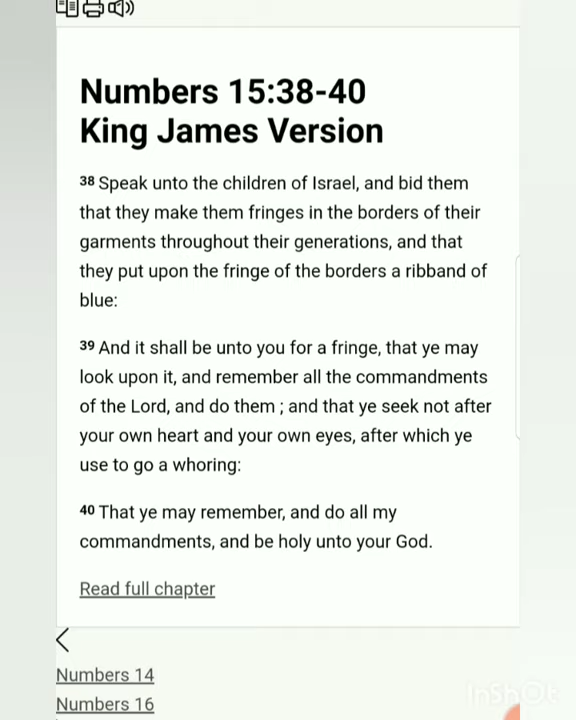 Numbers 15:38-40
King James Version
38 Speak unto the children of Israel, and bid them
that they make them fringes in the borders of their
garments throughout their generations, and that
they put upon the fringe of the borders a ribband of
blue:
39 And it shall be unto you for a fringe, that ye may
look upon it, and remember all the commandments
of the Lord, and do them ; and that ye seek not after
your own heart and your own eyes, after which ye
use to go a whoring:
40 That ye may remember, and do all my
commandments, and be holy unto your God.
Read full chapter
Numbers 14
Numbers 16
InShOt